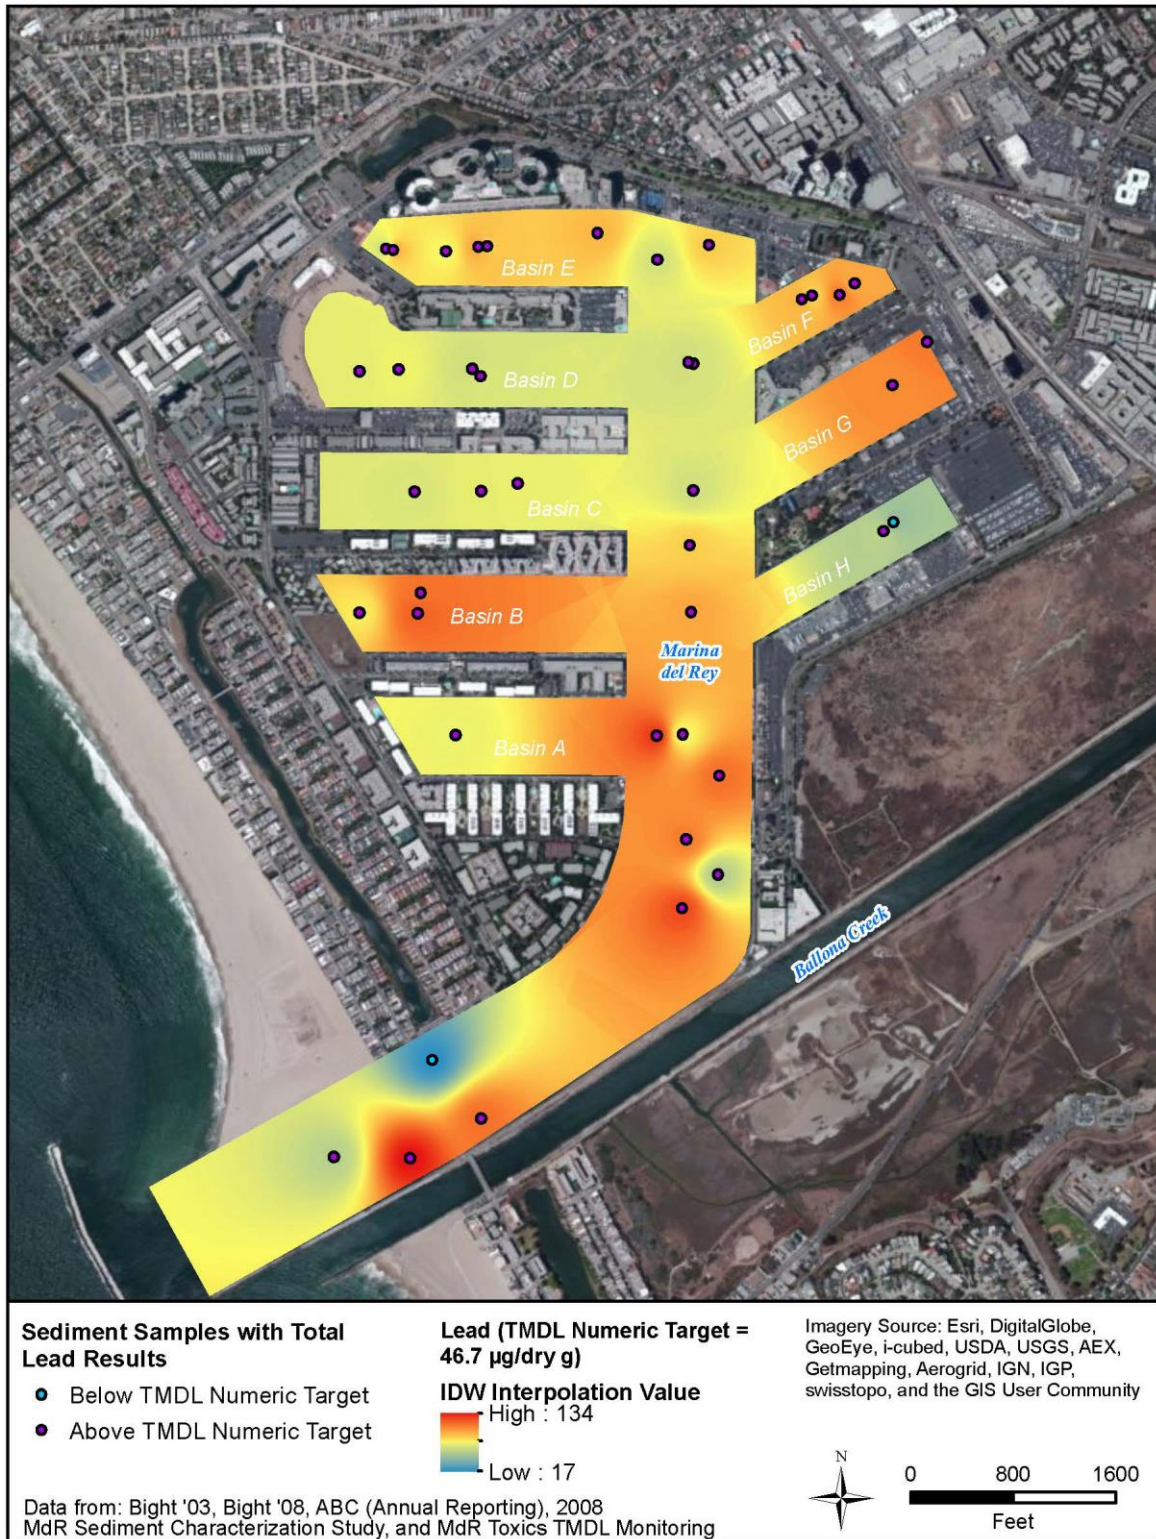 Basin E
Basin F
Basin D
Basin G
Basin C
Basin H
Basin B
Marina
del Rey
Basin A
Ballona Creek
Sediment Samples with Total
Lead Results
Below TMDL Numeric Target
Above TMDL Numeric Target
Data from: Bight '03, Bight '08, ABC (Annual Reporting), 2008
MdR Sediment Characterization Study, and MdR Toxics TMDL Monitoring
Lead (TMDL Numeric Target =
46.7 µg/dry g)
IDW Interpolation Value
High : 134
Low : 17
Imagery Source: Esri, DigitalGlobe,
GeoEye, i-cubed, USDA, USGS, AEX,
Getmapping, Aerogrid, IGN, IGP,
swisstopo, and the GIS User Community
N
0 800 1600
Feet